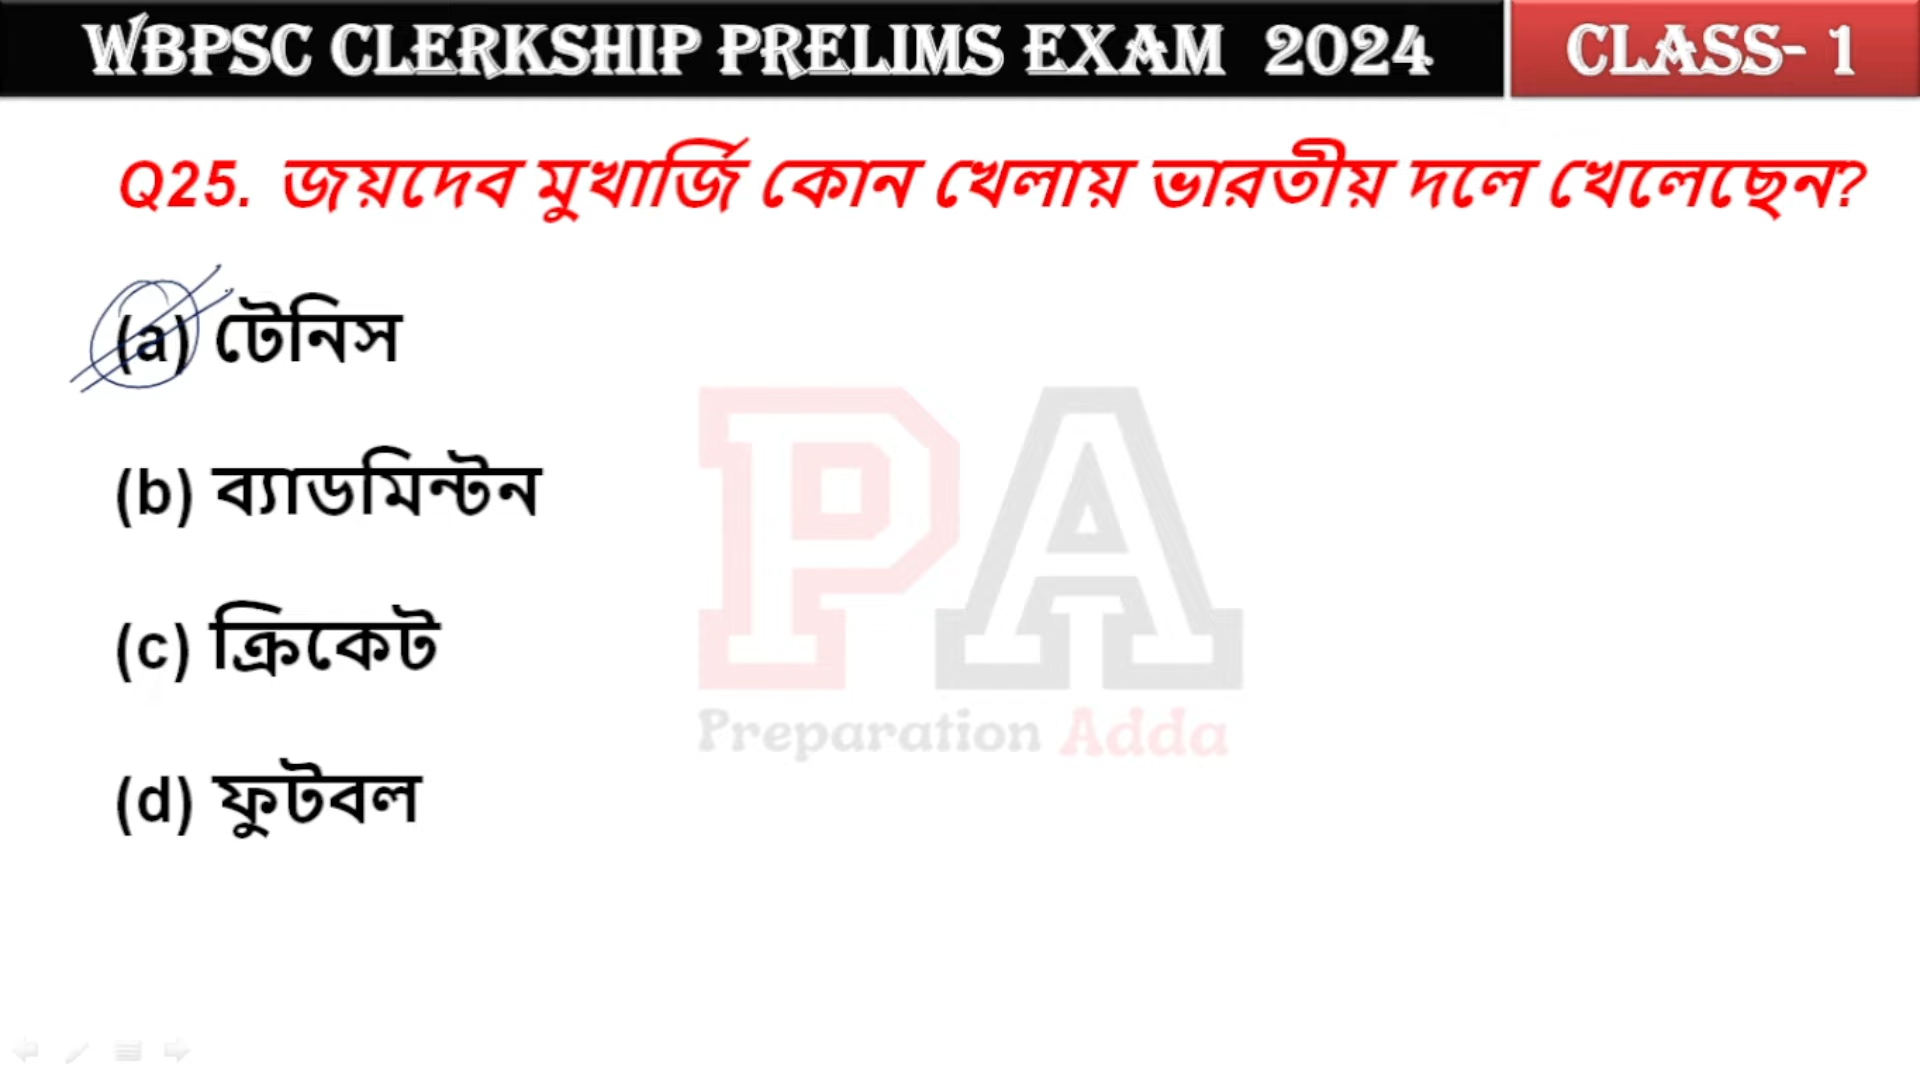 WBPSC CLERKSHIP PRELIMS EXAM 2024
CLASS- 1
Q25. জয়দেব মুখার্জি কোন খেলায় ভারতীয় দলে খেলেছেন?
(a) টেনিস
(b) ব্যাডমিন্টন
(c) ক্রিকেট
(d) ফুটবল
PA
Preparation Adda